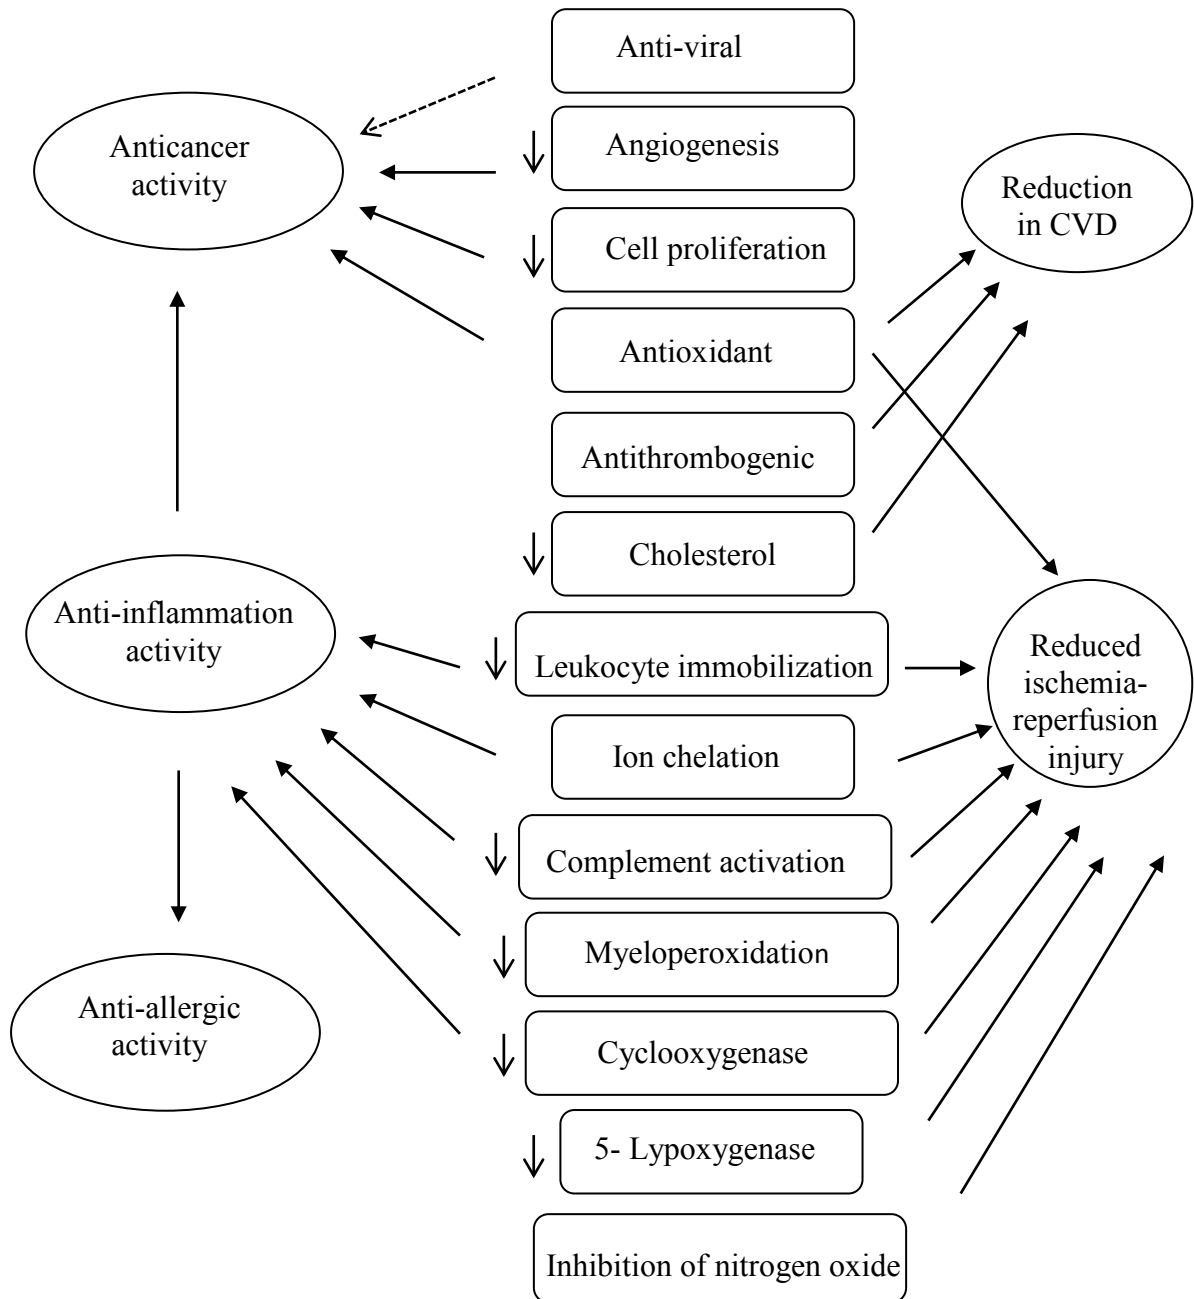 Anti-viral
Anticancer
activity
Angiogenesis
Reduction
in CVD
Cell proliferation
Antioxidant
Antithrombogenic
Cholesterol
Anti-inflammation
activity
Leukocyte immobilization
Reduced
ischemia-
reperfusion
injury
Ion chelation
Complement activation
Myeloperoxidation
Anti-allergic
activity
Cyclooxygenase
5- Lypoxygenase
Inhibition of nitrogen oxide